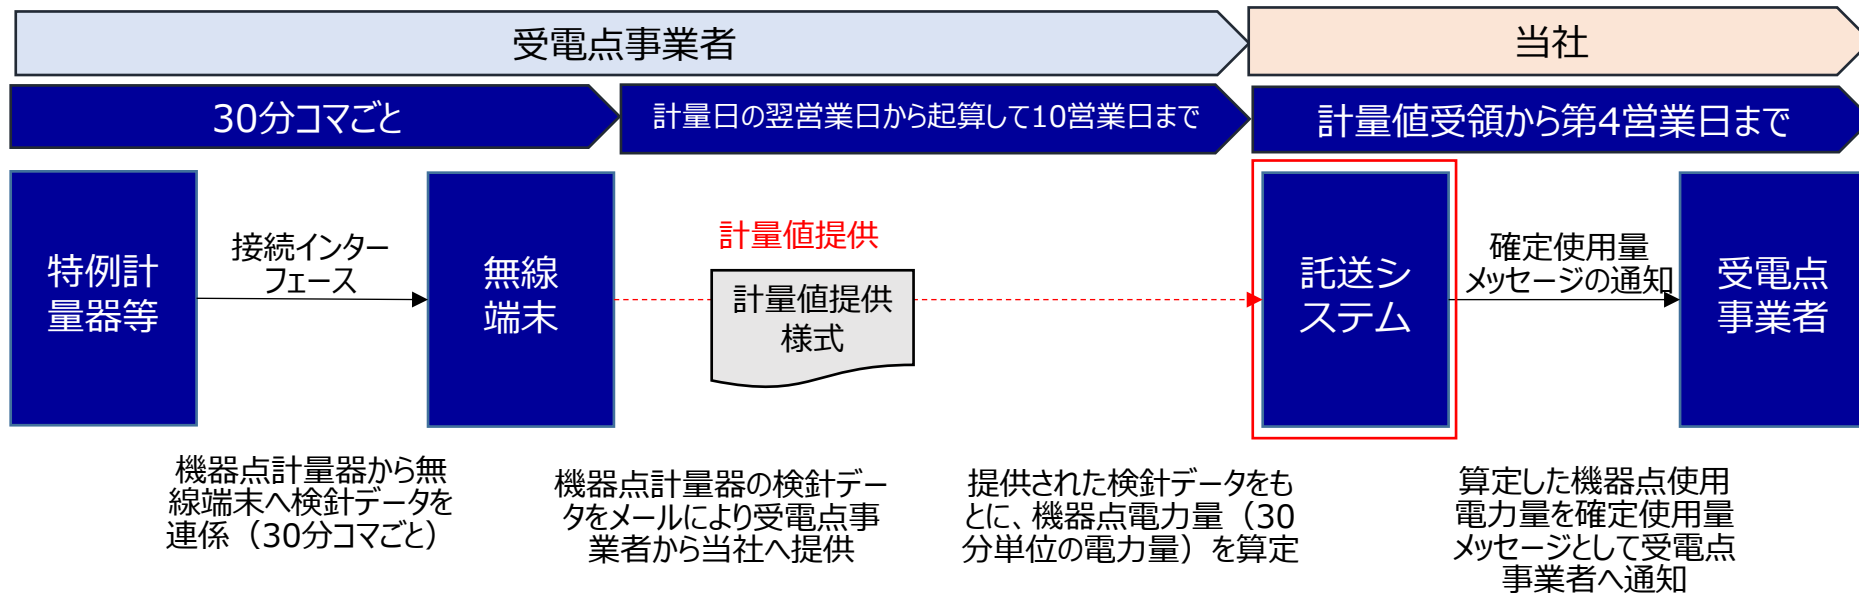 受電点事業者
当社
30分コマごと
計量日の翌営業日から起算して10営業日まで
計量値受領から第4営業日まで
特例計
量器等
接続インター
フェース
無線
端末
計量値提供
計量値提供
様式
託送シ
ステム
確定使用量
メッセージの通知
受電点
事業者
機器点計量器から無
線端末へ検針データを
連係（30分コマごと）
機器点計量器の検針デー
タをメールにより受電点事
業者から当社へ提供
提供された検針データをも
とに、機器点電力量（30
分単位の電力量）を算定
算定した機器点使用
電力量を確定使用量
メッセージとして受電点
事業者へ通知